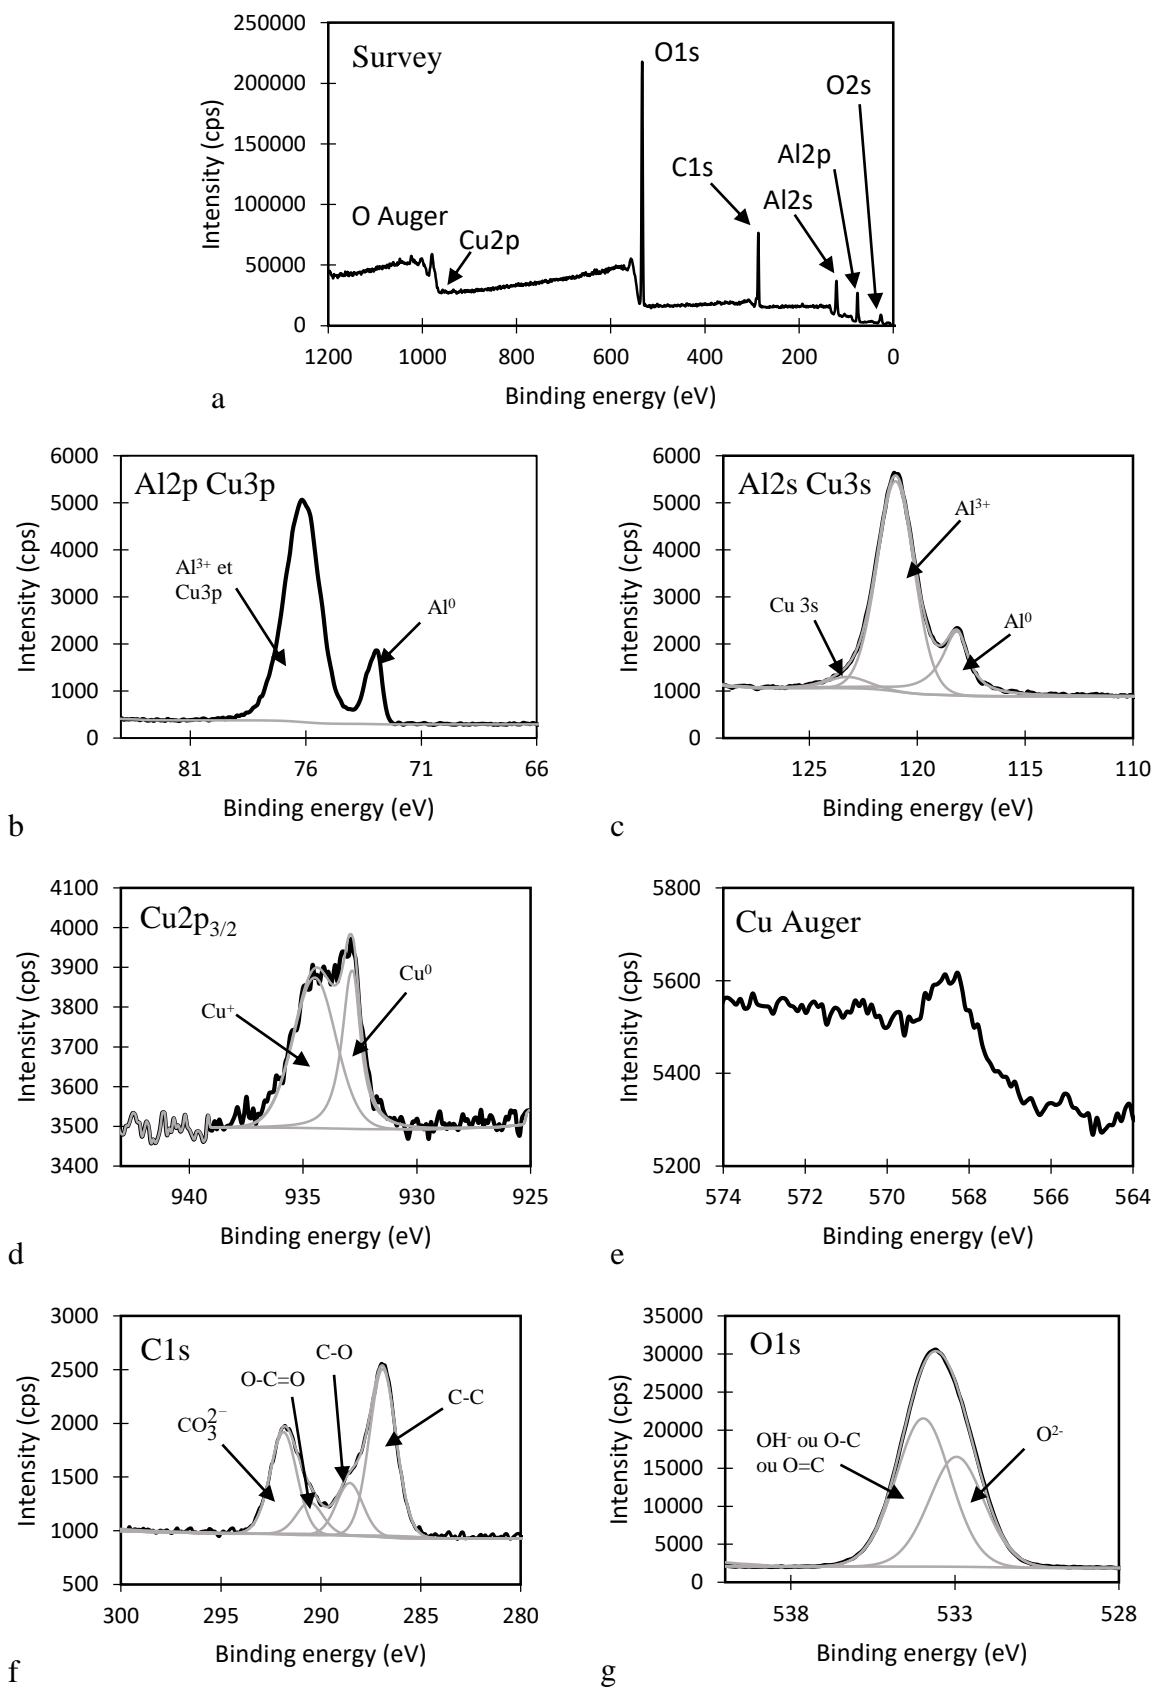 250000
200000
150000
100000
50000
0
Intensity (cps)
Survey
O1s
O2s
C1s
Al2p
Al2s
O Auger
Cu2p
1200 1000 800 600 400 200 0
Binding energy (eV)
a
6000
5000
4000
3000
2000
1000
0
Intensity (cps)
Al2p Cu3p
Al³⁺ et
Cu3p
Al⁰
81 76 71 66
Binding energy (eV)
b
6000
5000
4000
3000
2000
1000
0
Intensity (cps)
Al2s Cu3s
Al³⁺
Cu 3s
Al⁰
125 120 115 110
Binding energy (eV)
c
4100
4000
3900
3800
3700
3600
3500
3400
Intensity (cps)
Cu2p₃/₂
Cu⁰
Cu⁺
940 935 930 925
Binding energy (eV)
d
5800
5600
5400
5200
Intensity (cps)
Cu Auger
574 572 570 568 566 564
Binding energy (eV)
e
3000
2500
2000
1500
1000
500
Intensity (cps)
C1s
C-O
O-C=O
C-C
CO₃²⁻
300 295 290 285 280
Binding energy (eV)
f
35000
30000
25000
20000
15000
10000
5000
0
Intensity (cps)
O1s
OH⁻ ou O-C
ou O=C
O²⁻
538 533 528
Binding energy (eV)
g